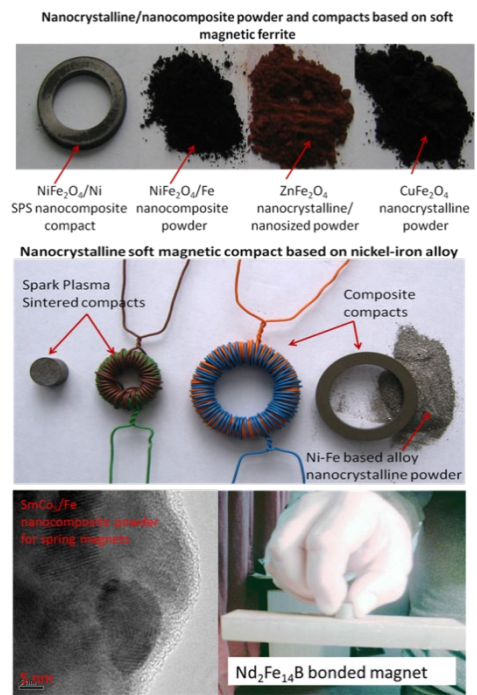 Nanocrystalline/nanocomposite powder and compacts based on soft
magnetic ferrite
NiFe₂O₄/Ni
SPS nanocomposite
compact
NiFe₂O₄/Fe
nanocomposite
powder
ZnFe₂O₄
nanocrystalline/
nanosized powder
CuFe₂O₄
nanocrystalline
powder
Nanocrystalline soft magnetic compact based on nickel-iron alloy
Spark Plasma
Sintered compacts
Composite
compacts
Ni-Fe based alloy
nanocrystalline powder
SmCo₅/Fe
nanocomposite powder
for spring magnets
5 nm
Nd₂Fe₁₄B bonded magnet